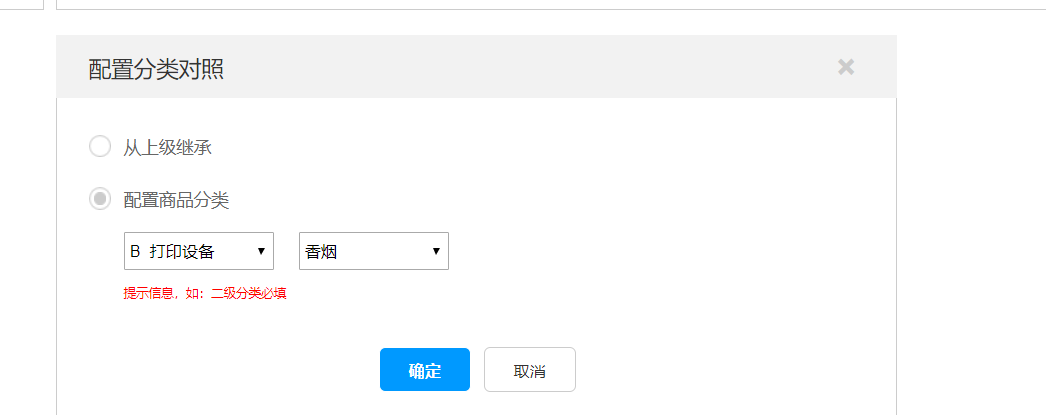 配置分类对照
从上级继承
配置商品分类
B 打印设备 香烟
提示信息，如：二级分类必填
确定 取消